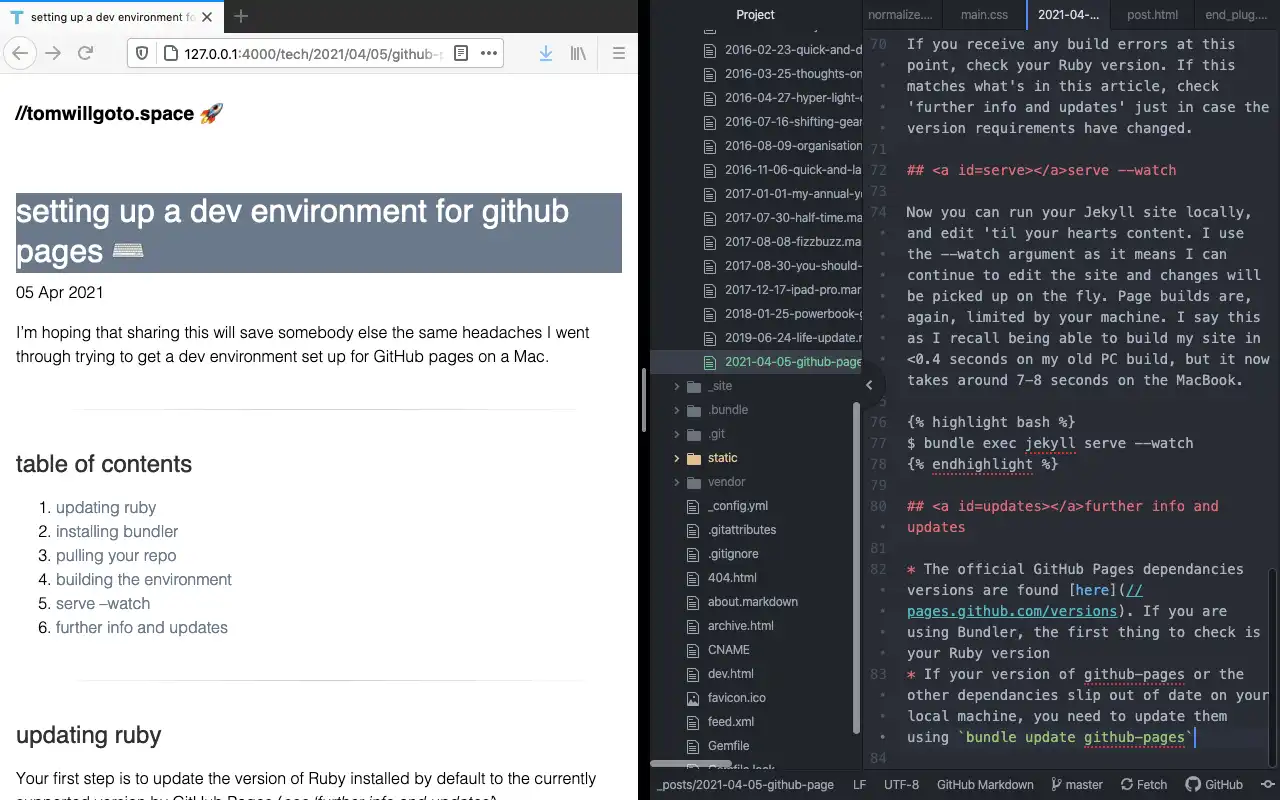 setting up a dev environment fo
127.0.0.1:4000/tech/2021/04/05/github-p
//tomwillgoto.space 🚀
setting up a dev environment for github
pages ⌨️
05 Apr 2021
I'm hoping that sharing this will save somebody else the same headaches I went
through trying to get a dev environment set up for GitHub pages on a Mac.
table of contents
1. updating ruby
2. installing bundler
3. pulling your repo
4. building the environment
5. serve –watch
6. further info and updates
updating ruby
Your first step is to update the version of Ruby installed by default to the currently
supported version by GitHub Pages (see 'further info and updates').
Project
2016-02-23-quick-and-d
2016-03-25-thoughts-on
2016-04-27-hyper-light-
2016-07-16-shifting-gear
2016-08-09-organisation
2016-11-06-quick-and-la
2017-01-01-my-annual-y
2017-07-30-half-time.ma
2017-08-08-fizzbuzz.ma
2017-08-30-you-should-
2017-12-17-ipad-pro.mar
2018-01-25-powerbook-g
2019-06-24-life-update.r
2021-04-05-github-page
_site
.bundle
.git
static
vendor
_config.yml
.gitattributes
.gitignore
404.html
about.markdown
archive.html
CNAME
dev.html
favicon.ico
feed.xml
Gemfile
Gemfile.lock
normalize.... main.css 2021-04-... post.html end_plug....
70 If you receive any build errors at this
point, check your Ruby version. If this
matches what's in this article, check
'further info and updates' just in case the
version requirements have changed.
71
72 ## <a id=serve></a>serve --watch
73
74 Now you can run your Jekyll site locally,
and edit 'til your hearts content. I use
the --watch argument as it means I can
continue to edit the site and changes will
be picked up on the fly. Page builds are,
again, limited by your machine. I say this
as I recall being able to build my site in
<0.4 seconds on my old PC build, but it now
takes around 7-8 seconds on the MacBook.
5
76 {% highlight bash %}
77 $ bundle exec jekyll serve --watch
78 {% endhighlight %}
79
80 ## <a id=updates></a>further info and
updates
81
82 * The official GitHub Pages dependancies
versions are found [here](//
pages.github.com/versions). If you are
using Bundler, the first thing to check is
your Ruby version
83 * If your version of github-pages or the
other dependancies slip out of date on your
local machine, you need to update them
using `bundle update github-pages`
84
_posts/2021-04-05-github-page LF UTF-8 GitHub Markdown master Fetch GitHub